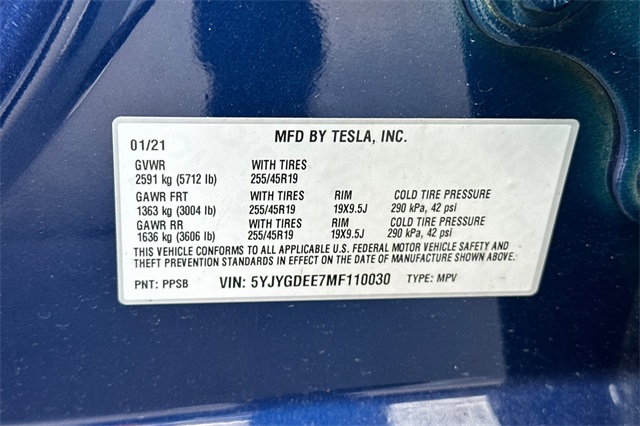 MFD BY TESLA, INC.
01/21
GVWR WITH TIRES
2591 kg (5712 lb) 255/45R19
GAWR FRT WITH TIRES RIM COLD TIRE PRESSURE
1363 kg (3004 lb) 255/45R19 19X9.5J 290 kPa, 42 psi
GAWR RR WITH TIRES RIM COLD TIRE PRESSURE
1636 kg (3606 lb) 255/45R19 19X9.5J 290 kPa, 42 psi
THIS VEHICLE CONFORMS TO ALL APPLICABLE U.S. FEDERAL MOTOR VEHICLE SAFETY AND
THEFT PREVENTION STANDARDS IN EFFECT ON THE DATE OF MANUFACTURE SHOWN ABOVE.
PNT: PPSB VIN: 5YJYGDEE7MF110030 TYPE: MPV